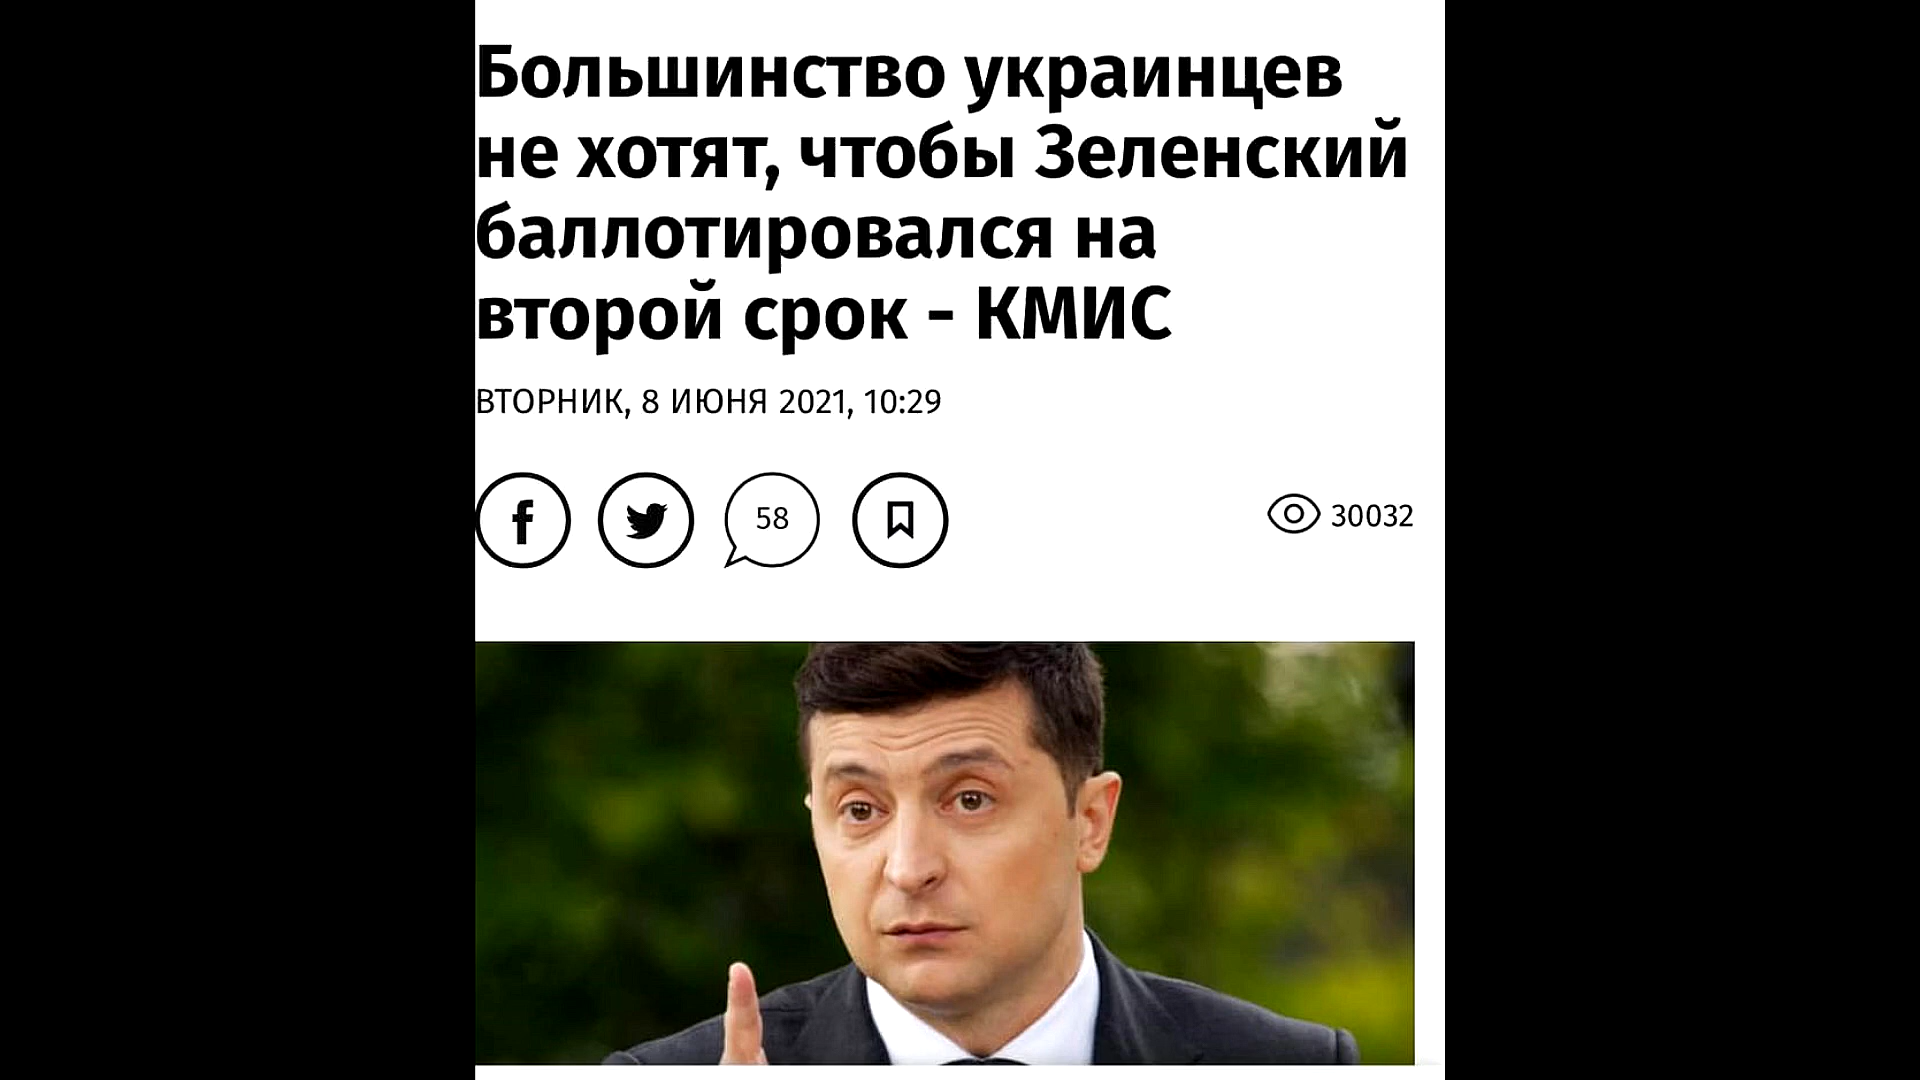 Большинство украинцев
не хотят, чтобы Зеленский
баллотировался на
второй срок - КМИС
ВТОРНИК, 8 ИЮНЯ 2021, 10:29
58
30032